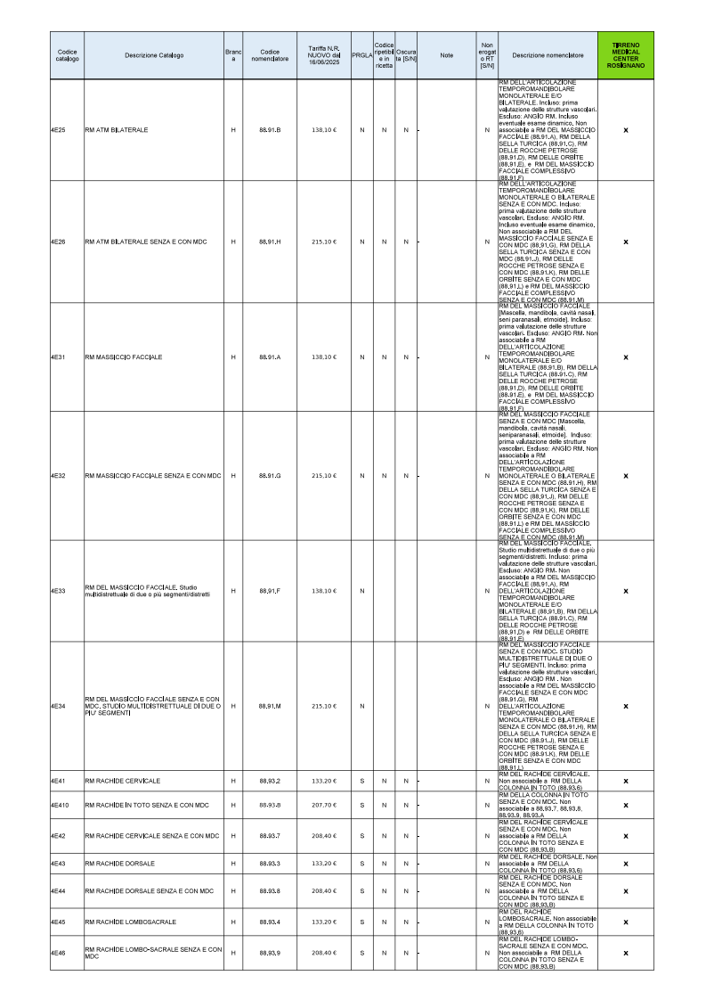 Codice catalogo | Descrizione Catalogo | Branc a | Codice nomenclatore | Tariffa N.R. NUOVO dal 16/06/2025 | PRGLA | Codice ripetibil e in ricetta | Oscura ta [S/N] | Note | Non erogat o RT [S/N] | Descrizione nomenclatore | TIRRENO MEDICAL CENTER ROSIGNANO
4E25 | RM ATM BILATERALE | H | 88.91.B | 138,10 € | N | N | N | - | N | RM DELL'ARTICOLAZIONE TEMPOROMANDIBOLARE MONOLATERALE E/O BILATERALE. Incluso: prima valutazione delle strutture vascolari. Escluso: ANGIO RM. Incluso eventuale esame dinamico. Non associabile a RM DEL MASSICCIO FACCIALE (88.91.A), RM DELLA SELLA TURCICA (88.91.C), RM DELLE ROCCHE PETROSE (88.91.D), RM DELLE ORBITE (88.91.E), e RM DEL MASSICCIO FACCIALE COMPLESSIVO (88.91.F) | X
4E26 | RM ATM BILATERALE SENZA E CON MDC | H | 88.91.H | 215,10 € | N | N | N | - | N | RM DELL'ARTICOLAZIONE TEMPOROMANDIBOLARE MONOLATERALE O BILATERALE SENZA E CON MDC. Incluso: prima valutazione delle strutture vascolari. Escluso: ANGIO RM. Incluso eventuale esame dinamico. Non associabile a RM DEL MASSICCIO FACCIALE SENZA E CON MDC (88.91.G), RM DELLA SELLA TURCICA SENZA E CON MDC (88.91.J), RM DELLE ROCCHE PETROSE SENZA E CON MDC (88.91.K), RM DELLE ORBITE SENZA E CON MDC (88.91.L) e RM DEL MASSICCIO FACCIALE COMPLESSIVO SENZA E CON MDC (88.91.M) | X
4E31 | RM MASSICCIO FACCIALE | H | 88.91.A | 138,10 € | N | N | N | - | N | RM DEL MASSICCIO FACCIALE [Mascella, mandibola, cavità nasali, seni paranasali, etmoide]. Incluso: prima valutazione delle strutture vascolari. Escluso: ANGIO RM. Non associabile a RM DELL'ARTICOLAZIONE TEMPOROMANDIBOLARE MONOLATERALE E/O BILATERALE (88.91.B), RM DELLA SELLA TURCICA (88.91.C), RM DELLE ROCCHE PETROSE (88.91.D), RM DELLE ORBITE (88.91.E), e RM DEL MASSICCIO FACCIALE COMPLESSIVO (88.91.F) | X
4E32 | RM MASSICCIO FACCIALE SENZA E CON MDC | H | 88.91.G | 215,10 € | N | N | N | - | N | RM DEL MASSICCIO FACCIALE SENZA E CON MDC [Mascella, mandibola, cavità nasali, seniparanasali, etmoide]. Incluso: prima valutazione delle strutture vascolari. Escluso: ANGIO RM. Non associabile a RM DELL'ARTICOLAZIONE TEMPOROMANDIBOLARE MONOLATERALE O BILATERALE SENZA E CON MDC (88.91.H), RM DELLA SELLA TURCICA SENZA E CON MDC (88.91.J), RM DELLE ROCCHE PETROSE SENZA E CON MDC (88.91.K), RM DELLE ORBITE SENZA E CON MDC (88.91.L) e RM DEL MASSICCIO FACCIALE COMPLESSIVO SENZA E CON MDC (88.91.M) | X
4E33 | RM DEL MASSICCIO FACCIALE. Studio multidistrettuale di due o più segmenti/distretti | H | 88.91.F | 138,10 € | N | N | RM DEL MASSICCIO FACCIALE. Studio multidistrettuale di due o più segmenti/distretti. Incluso: prima valutazione delle strutture vascolari. Escluso: ANGIO RM. Non associabile a RM DEL MASSICCIO FACCIALE (88.91.A), RM DELL'ARTICOLAZIONE TEMPOROMANDIBOLARE MONOLATERALE E/O BILATERALE (88.91.B), RM DELLA SELLA TURCICA (88.91.C), RM DELLE ROCCHE PETROSE (88.91.D) e RM DELLE ORBITE (88.91.E) | X
4E34 | RM DEL MASSICCIO FACCIALE SENZA E CON MDC. STUDIO MULTIDISTRETTUALE DI DUE O PIU' SEGMENTI | H | 88.91.M | 215,10 € | N | N | RM DEL MASSICCIO FACCIALE SENZA E CON MDC. STUDIO MULTIDISTRETTUALE DI DUE O PIU' SEGMENTI. Incluso: prima valutazione delle strutture vascolari. Escluso: ANGIO RM . Non associabile a RM DEL MASSICCIO FACCIALE SENZA E CON MDC (88.91.G), RM DELL'ARTICOLAZIONE TEMPOROMANDIBOLARE MONOLATERALE O BILATERALE SENZA E CON MDC (88.91.H), RM DELLA SELLA TURCICA SENZA E CON MDC (88.91.J), RM DELLE ROCCHE PETROSE SENZA E CON MDC (88.91.K), RM DELLE ORBITE SENZA E CON MDC (88.91.L) | X
4E41 | RM RACHIDE CERVICALE | H | 88.93.2 | 133,20 € | S | N | N | - | N | RM DEL RACHIDE CERVICALE. Non associabile a RM DELLA COLONNA IN TOTO (88.93.6) | X
4E410 | RM RACHIDE IN TOTO SENZA E CON MDC | H | 88.93.B | 207,70 € | S | N | N | - | N | RM DELLA COLONNA IN TOTO SENZA E CON MDC. Non associabile a 88.93.7, 88.93.8, 88.93.9, 88.93.A | X
4E42 | RM RACHIDE CERVICALE SENZA E CON MDC | H | 88.93.7 | 208,40 € | S | N | N | - | N | RM DEL RACHIDE CERVICALE SENZA E CON MDC. Non associabile a RM DELLA COLONNA IN TOTO SENZA E CON MDC (88.93.B) | X
4E43 | RM RACHIDE DORSALE | H | 88.93.3 | 133,20 € | S | N | N | - | N | RM DEL RACHIDE DORSALE. Non associabile a RM DELLA COLONNA IN TOTO (88.93.6) | X
4E44 | RM RACHIDE DORSALE SENZA E CON MDC | H | 88.93.8 | 208,40 € | S | N | N | - | N | RM DEL RACHIDE DORSALE SENZA E CON MDC. Non associabile a RM DELLA COLONNA IN TOTO SENZA E CON MDC (88.93.B) | X
4E45 | RM RACHIDE LOMBOSACRALE | H | 88.93.4 | 133,20 € | S | N | N | - | N | RM DEL RACHIDE LOMBOSACRALE. Non associabile a RM DELLA COLONNA IN TOTO (88.93.6) | X
4E46 | RM RACHIDE LOMBO-SACRALE SENZA E CON MDC | H | 88.93.9 | 208,40 € | S | N | N | - | N | RM DEL RACHIDE LOMBO-SACRALE SENZA E CON MDC. Non associabile a RM DELLA COLONNA IN TOTO SENZA E CON MDC (88.93.B) | X